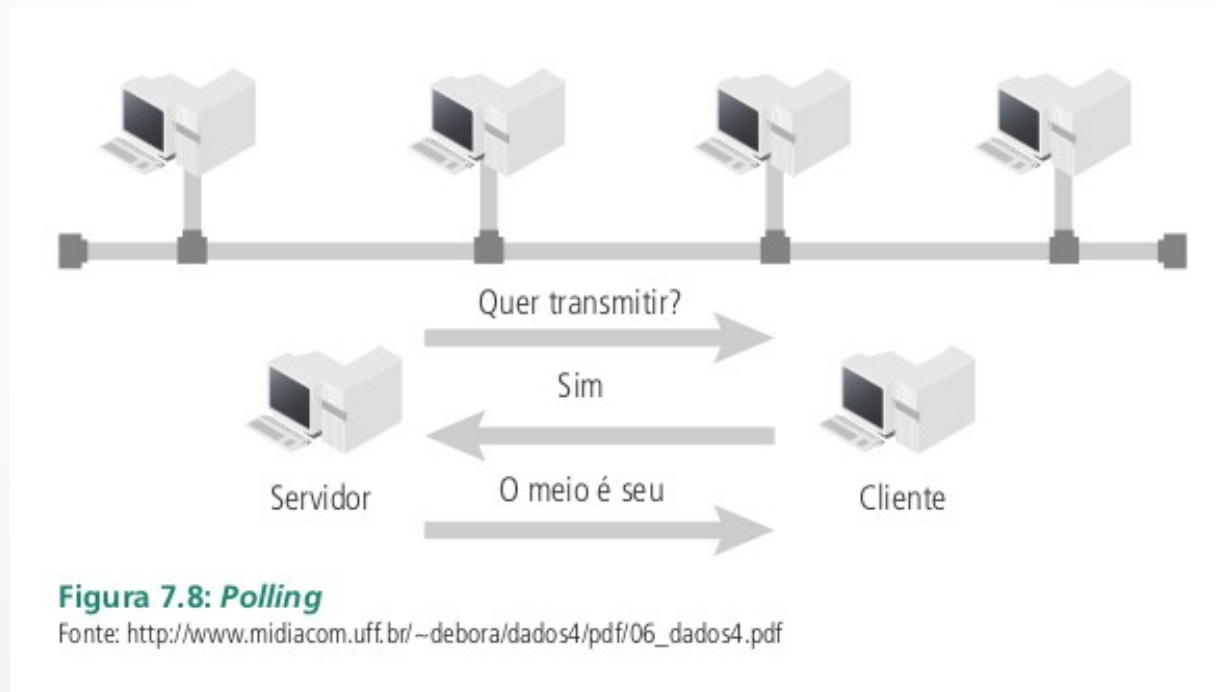 Quer transmitir?
Sim
Servidor
O meio é seu
Cliente
Figura 7.8: Polling
Fonte: http://www.midiacom.uff.br/~debora/dados4/pdf/06_dados4.pdf